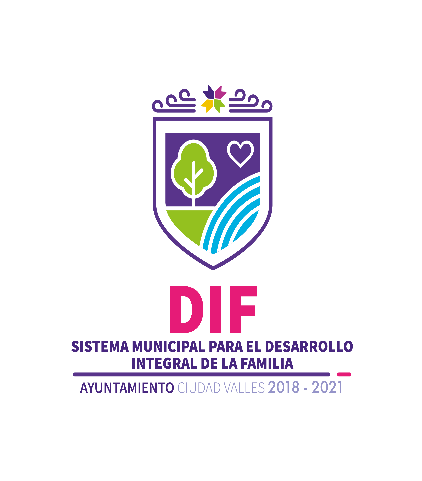 DIF
SISTEMA MUNICIPAL PARA EL DESARROLLO
INTEGRAL DE LA FAMILIA
AYUNTAMIENTO CIUDAD VALLES 2018 - 2021